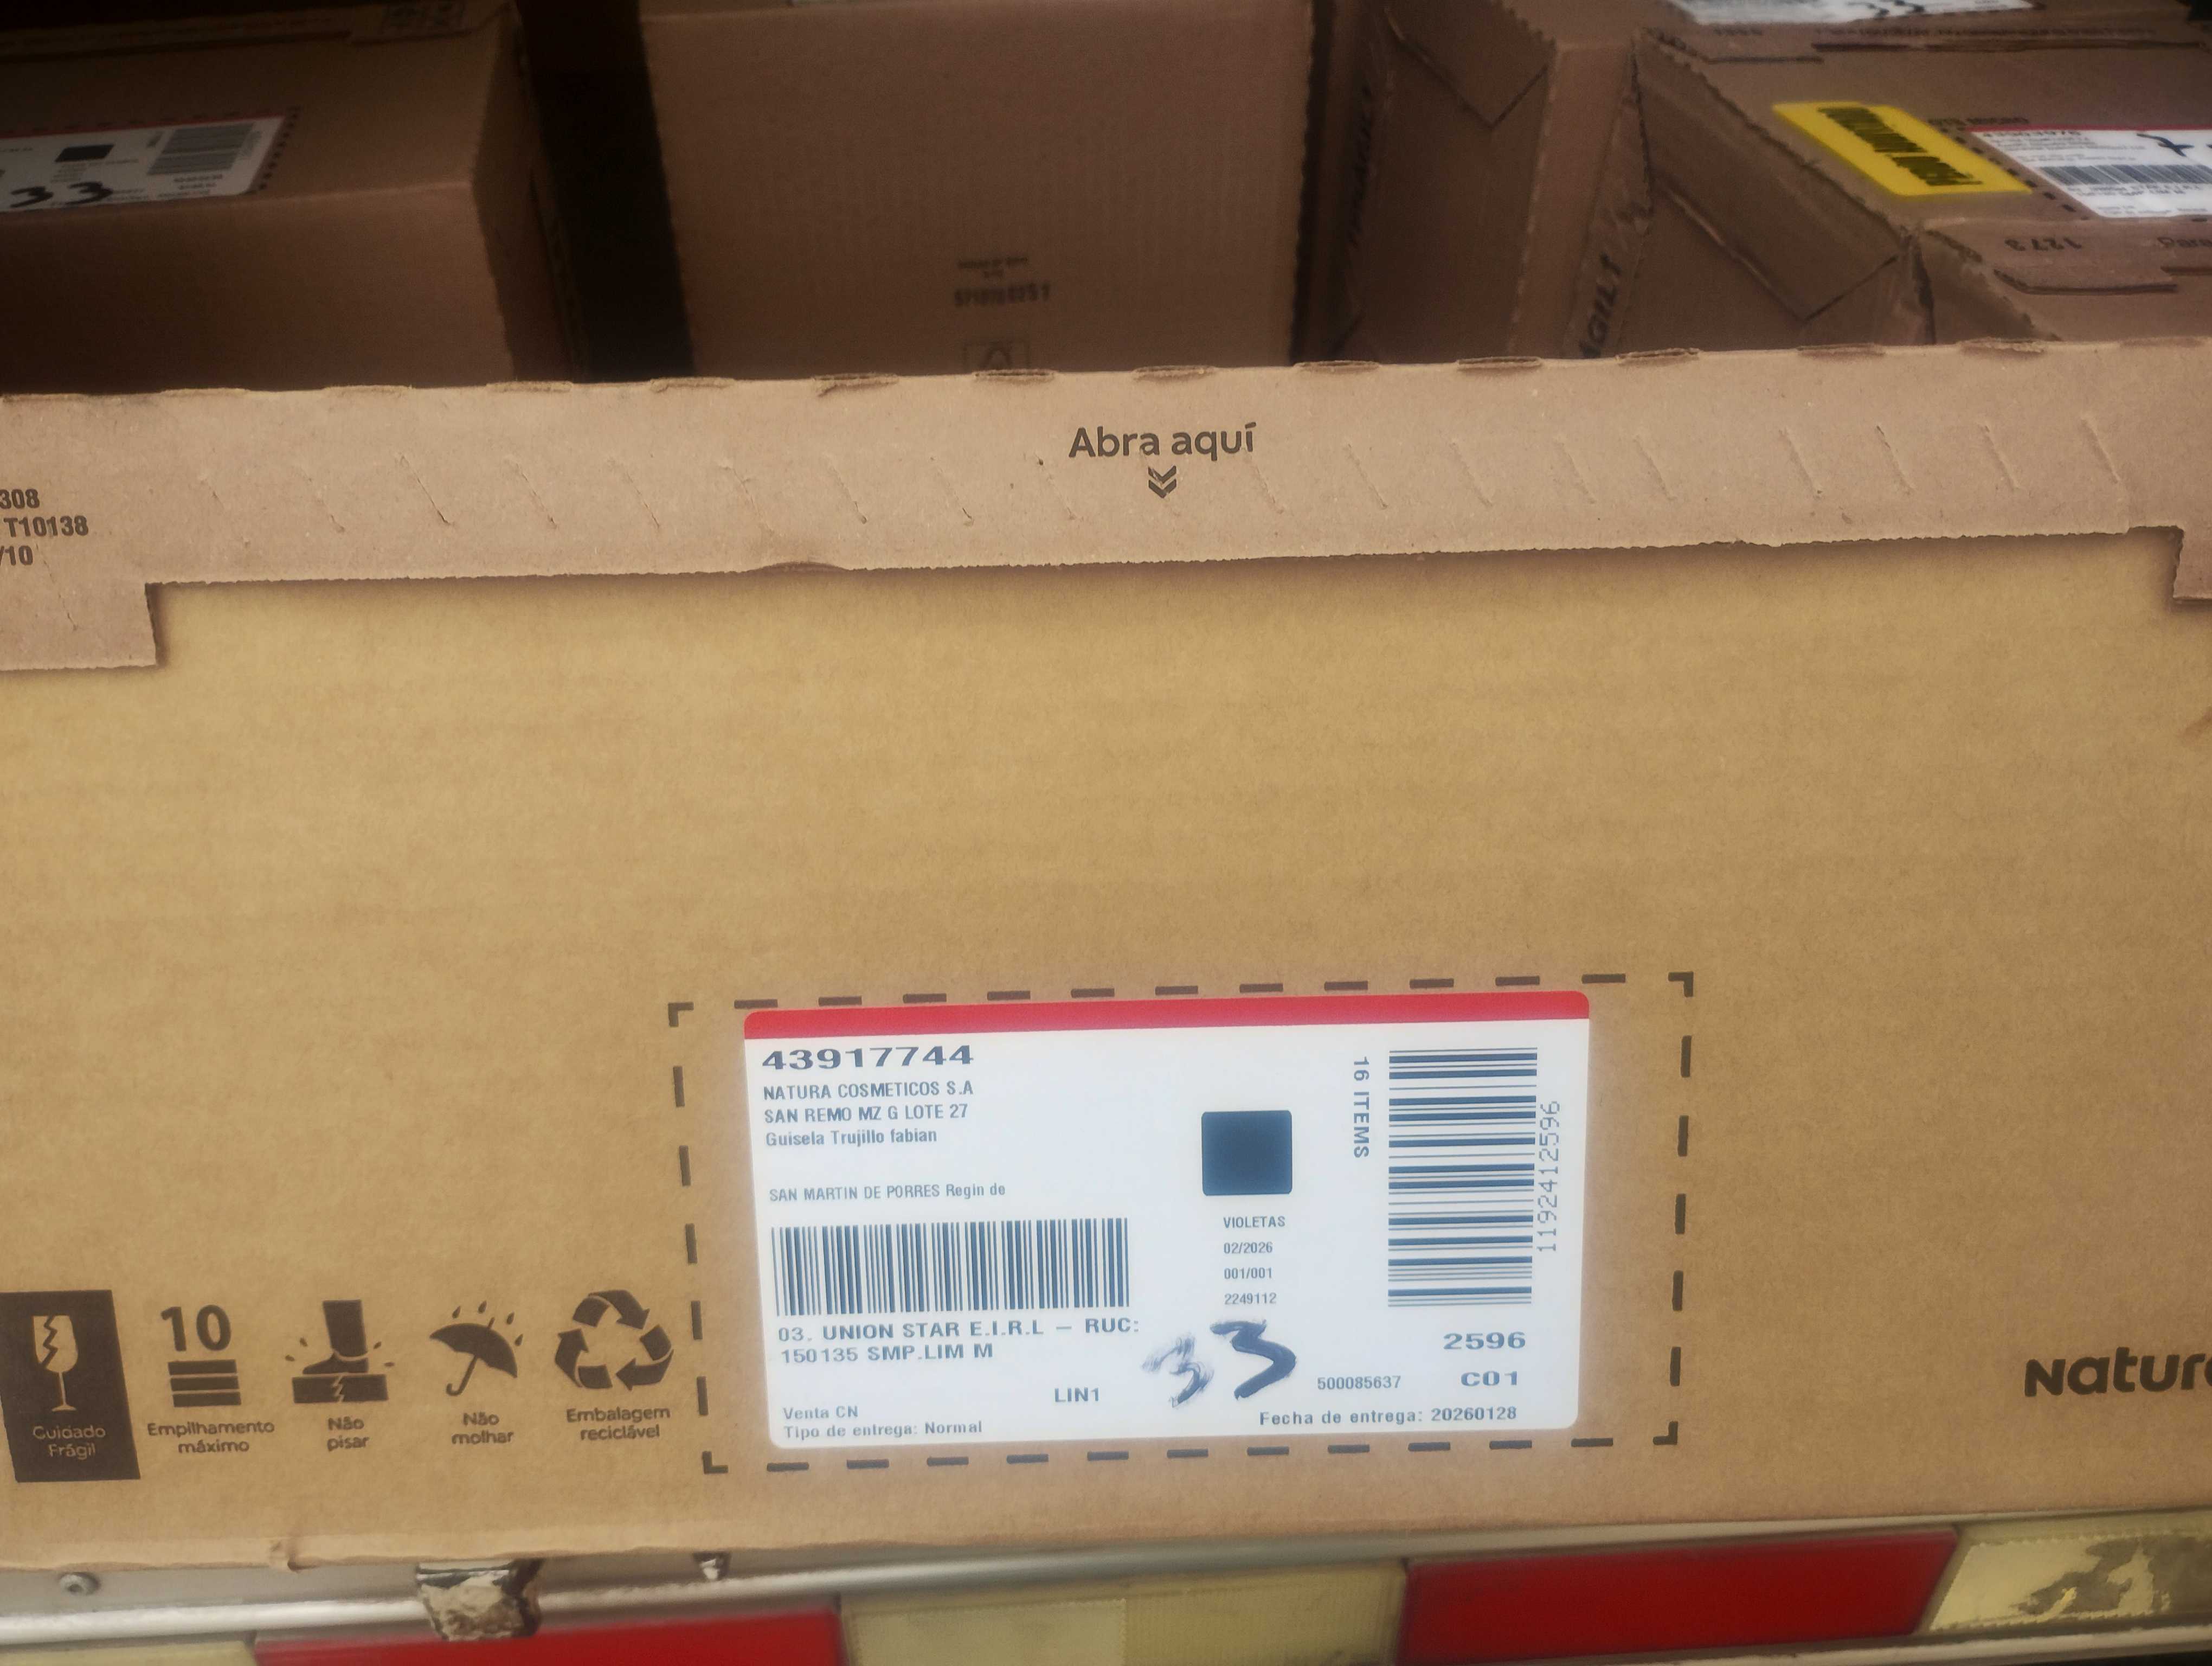 33
1273
Abra aquí
308
T10138
/10
43917744
NATURA COSMETICOS S.A
SAN REMO MZ G LOTE 27
Guisela Trujillo fabian
SAN MARTIN DE PORRES Regin de
16 ITEMS
1192412596
VIOLETAS
02/2026
001/001
2249112
03. UNION STAR E.I.R.L – RUC:
150135 SMP.LIM M
33
2596
LIN1
500085637
C01
Venta CN
Tipo de entrega: Normal
Fecha de entrega: 20260128
Cuidado
Frágil
10
Empilhamento
máximo
Não
pisar
Não
molhar
Embalagem
reciclável